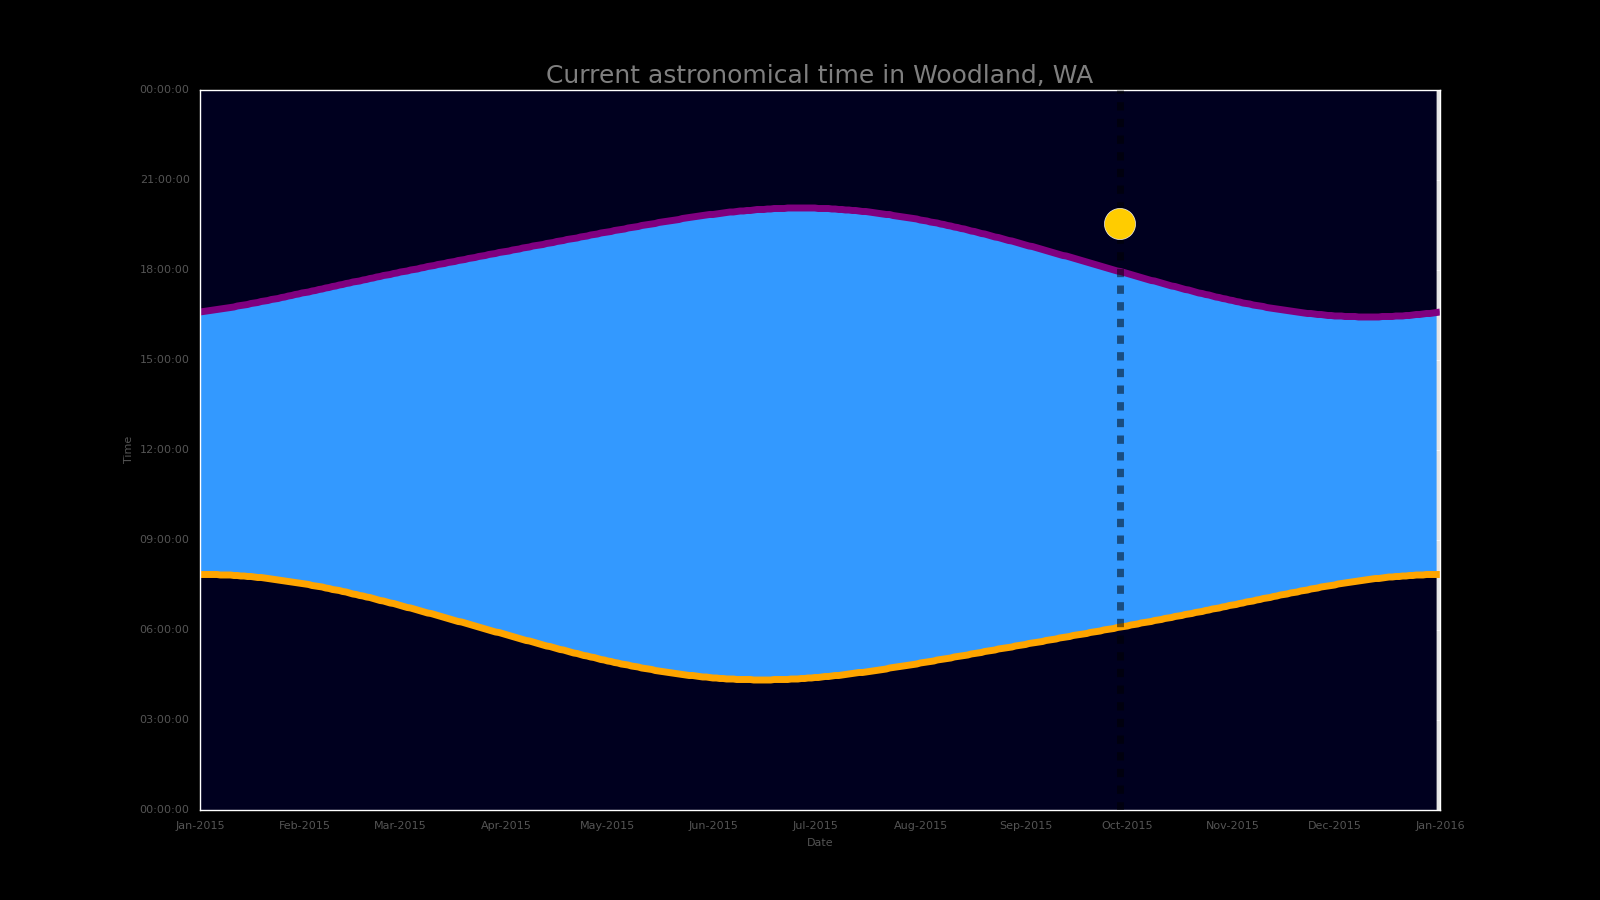 Current astronomical time in Woodland, WA
00:00:00
21:00:00
18:00:00
15:00:00
12:00:00
09:00:00
06:00:00
03:00:00
00:00:00
Time
Jan-2015 Feb-2015 Mar-2015 Apr-2015 May-2015 Jun-2015 Jul-2015 Aug-2015 Sep-2015 Oct-2015 Nov-2015 Dec-2015 Jan-2016
Date